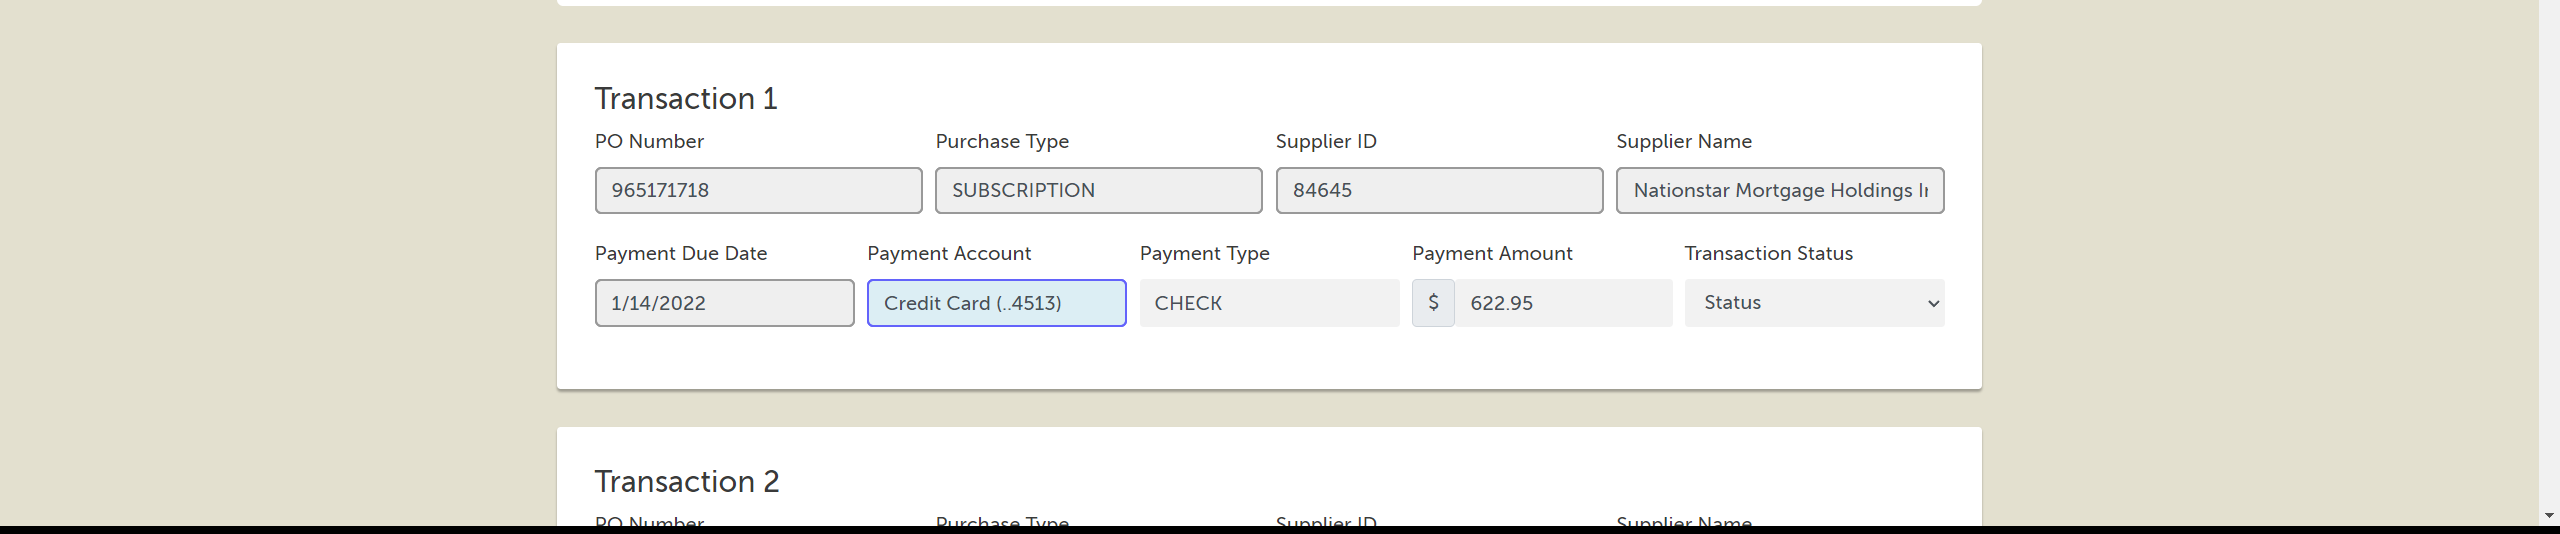 Transaction 1
PO Number Purchase Type Supplier ID Supplier Name
965171718 SUBSCRIPTION 84645 Nationstar Mortgage Holdings
Payment Due Date Payment Account Payment Type Payment Amount Transaction Status
1/14/2022 Credit Card (..4513) CHECK $ 622.95 Status
Transaction 2
PO Number Purchase Type Supplier ID Supplier Name